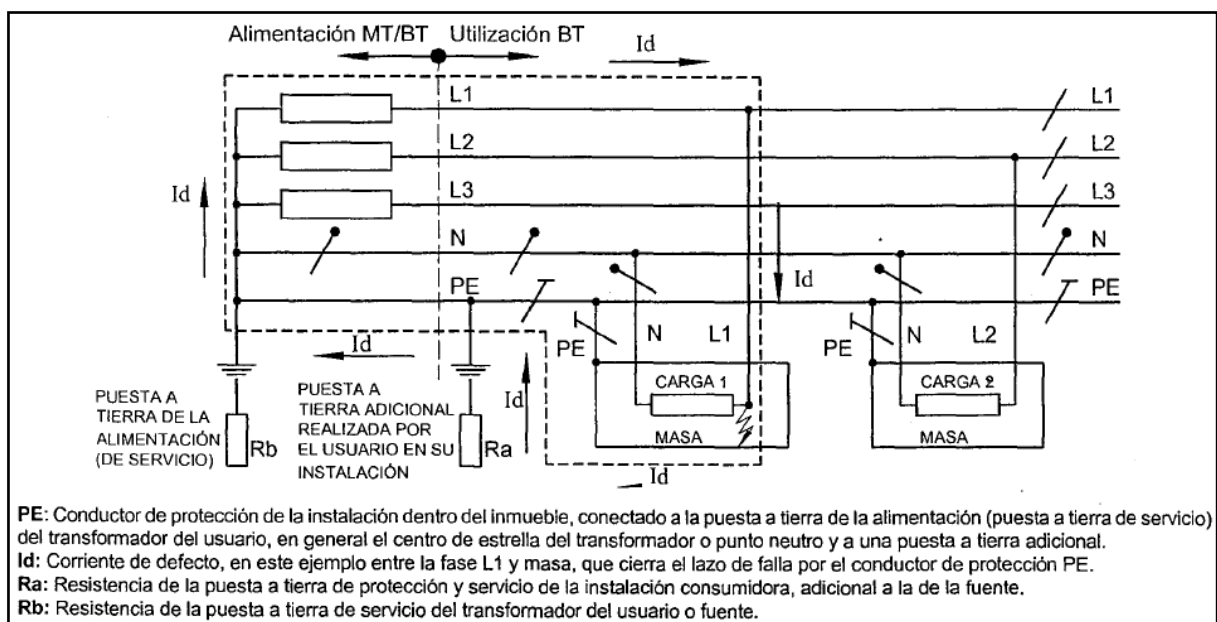 Alimentación MT/BT Utilización BT Id
L1 L1
L2 L2
Id L3 L3
N N
Id
PE PE
Id PE N L1 PE N L2
PUESTA A
TIERRA DE LA
ALIMENTACIÓN
(DE SERVICIO)
Rb
PUESTA A
TIERRA ADICIONAL
REALIZADA POR
EL USUARIO EN SU
INSTALACIÓN
Id
Ra
CARGA 1
MASA
Id
CARGA 2
MASA
PE: Conductor de protección de la instalación dentro del inmueble, conectado a la puesta a tierra de la alimentación (puesta a tierra de servicio)
del transformador del usuario, en general el centro de estrella del transformador o punto neutro y a una puesta a tierra adicional.
Id: Corriente de defecto, en este ejemplo entre la fase L1 y masa, que cierra el lazo de falla por el conductor de protección PE.
Ra: Resistencia de la puesta a tierra de protección y servicio de la instalación consumidora, adicional a la de la fuente.
Rb: Resistencia de la puesta a tierra de servicio del transformador del usuario o fuente.